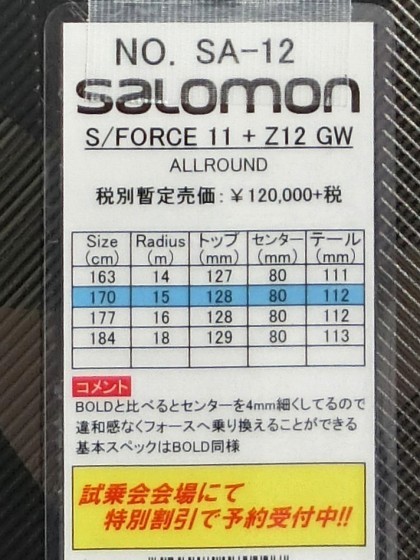 NO. SA-12
SALOMON
S/FORCE 11 + Z12 GW
ALLROUND
税別暫定売価:￥120,000+税
Size (cm) Radius (m) トップ (mm) センター (mm) テール (mm)
163 14 127 80 111
170 15 128 80 112
177 16 128 80 112
184 18 129 80 113
コメント
BOLDと比べるとセンターを4mm細くしてるので
違和感なくフォースへ乗り換えることができる
基本スペックはBOLD同様
試乗会会場にて
特別割引で予約受付中!!